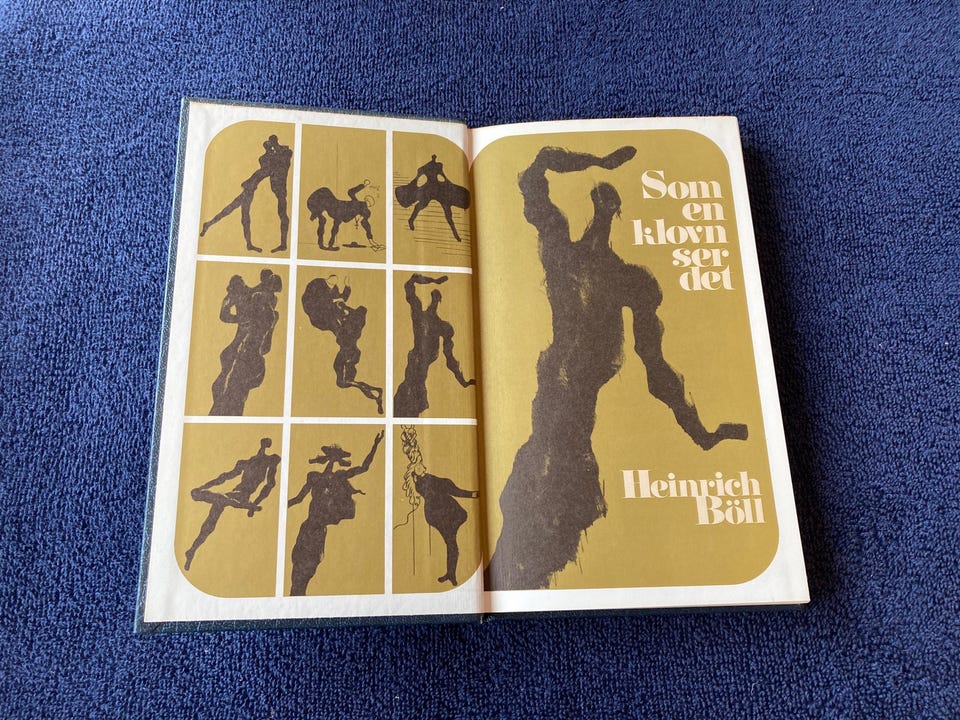 Som
en
klovn
ser
det
Heinrich
Böll